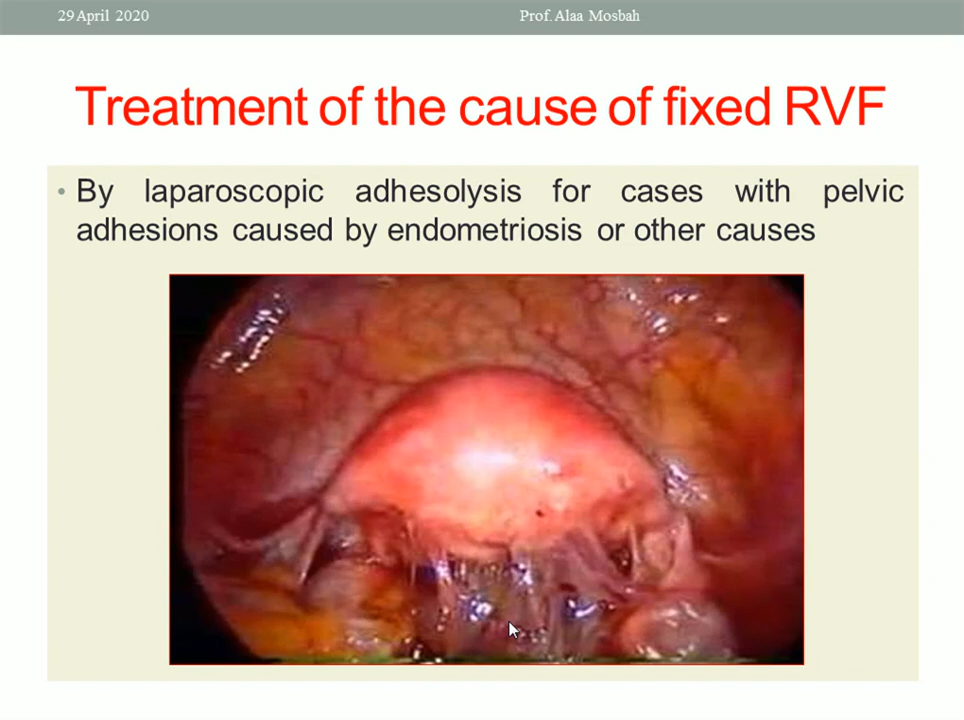 29 April 2020 Prof. Alaa Mosbah
Treatment of the cause of fixed RVF
• By laparoscopic adhesolysis for cases with pelvic
adhesions caused by endometriosis or other causes